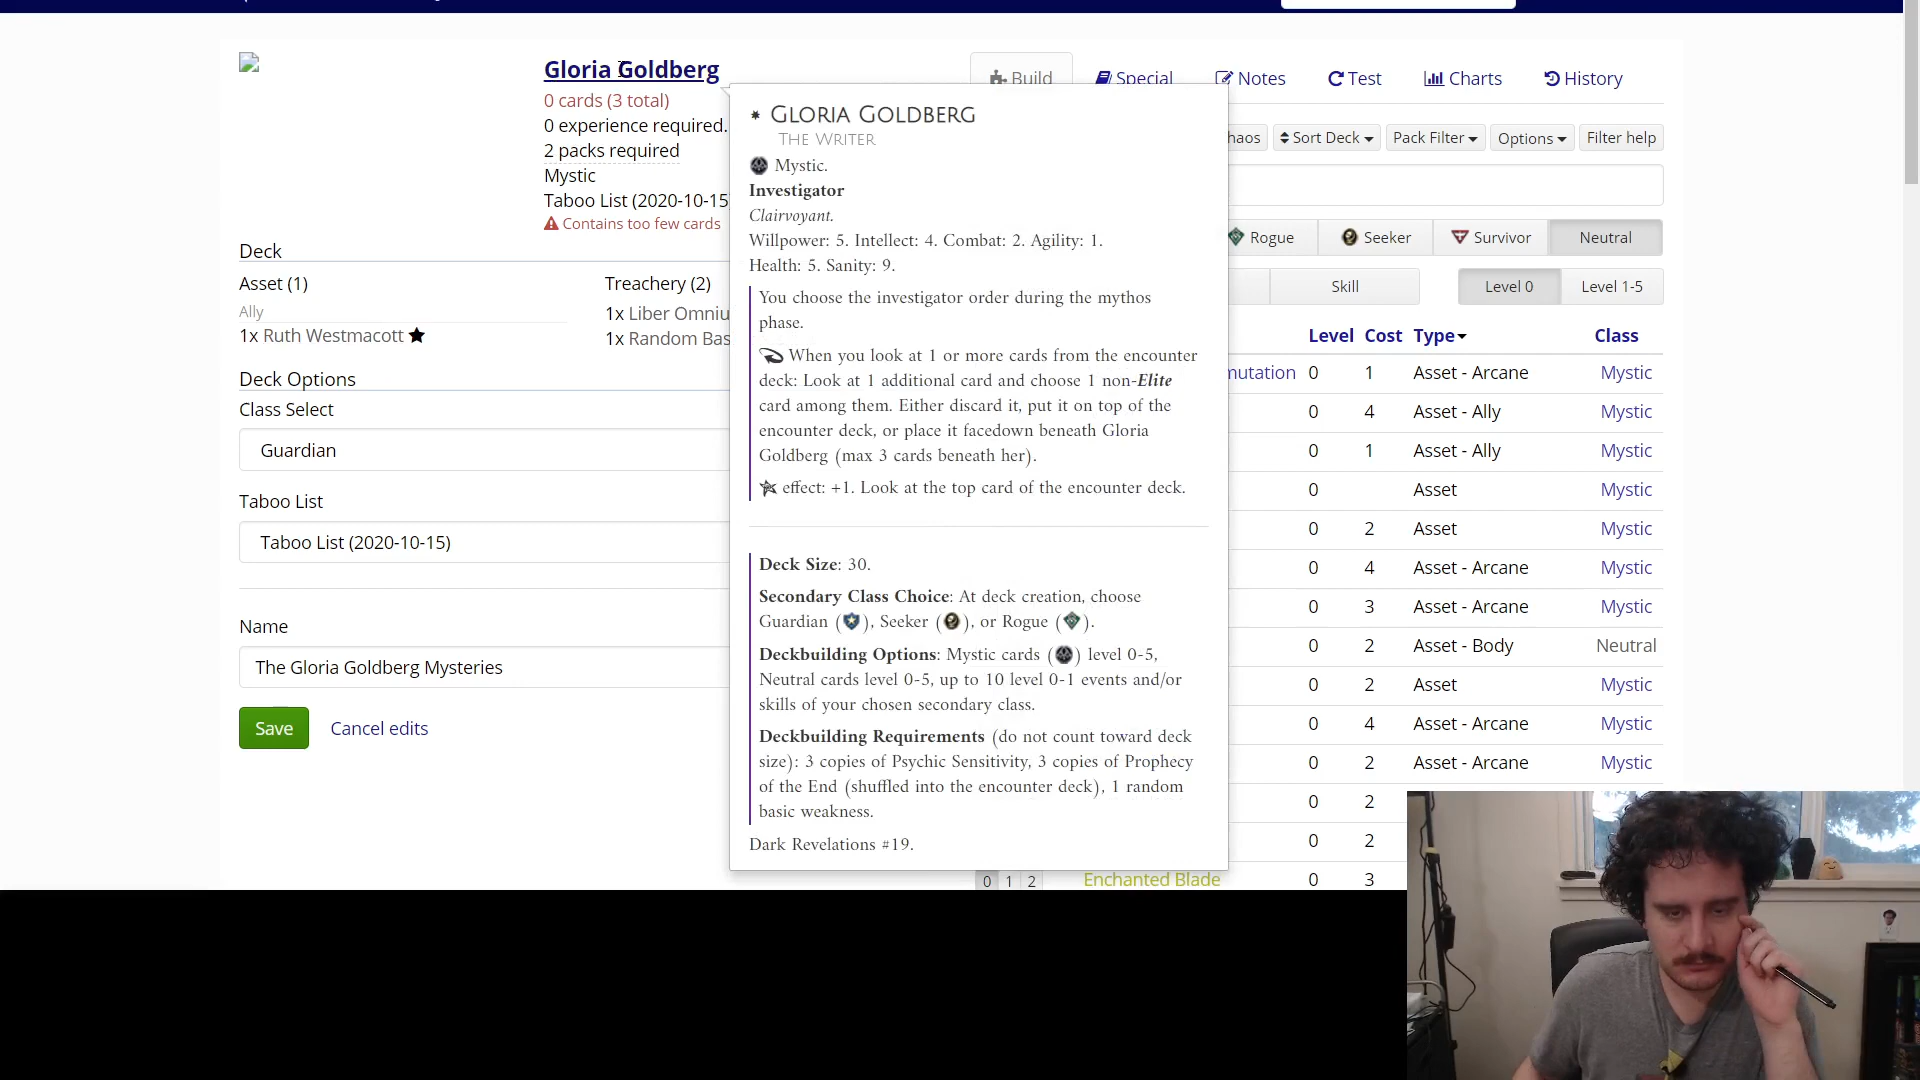 Gloria Goldberg
0 cards (3 total)
0 experience required.
2 packs required
Mystic
Taboo List (2020-10-15)
Contains too few cards
Deck
Asset (1)
Ally
1x Ruth Westmacott
Treachery (2)
1x Liber Omniu
1x Random Bas
Deck Options
Class Select
Guardian
Taboo List
Taboo List (2020-10-15)
Name
The Gloria Goldberg Mysteries
Save Cancel edits
GLORIA GOLDBERG
THE WRITER
Mystic.
Investigator
Clairvoyant.
Willpower: 5. Intellect: 4. Combat: 2. Agility: 1.
Health: 5. Sanity: 9.
You choose the investigator order during the mythos
phase.
When you look at 1 or more cards from the encounter
deck: Look at 1 additional card and choose 1 non-Elite
card among them. Either discard it, put it on top of the
encounter deck, or place it facedown beneath Gloria
Goldberg (max 3 cards beneath her).
effect: +1. Look at the top card of the encounter deck.
Deck Size: 30.
Secondary Class Choice: At deck creation, choose
Guardian (), Seeker (), or Rogue ().
Deckbuilding Options: Mystic cards () level 0-5,
Neutral cards level 0-5, up to 10 level 0-1 events and/or
skills of your chosen secondary class.
Deckbuilding Requirements (do not count toward deck
size): 3 copies of Psychic Sensitivity, 3 copies of Prophecy
of the End (shuffled into the encounter deck), 1 random
basic weakness.
Dark Revelations #19.
Build Special Notes Test Charts History
haos Sort Deck Pack Filter Options Filter help
Rogue Seeker Survivor Neutral
Skill Level 0 Level 1-5
Level Cost Type Class
mutation 0 1 Asset - Arcane Mystic
0 4 Asset - Ally Mystic
0 1 Asset - Ally Mystic
0 Asset Mystic
0 2 Asset Mystic
0 4 Asset - Arcane Mystic
0 3 Asset - Arcane Mystic
0 2 Asset - Body Neutral
0 2 Asset Mystic
0 4 Asset - Arcane Mystic
0 2 Asset - Arcane Mystic
0 2
0 2
0 1 2 Enchanted Blade 0 3